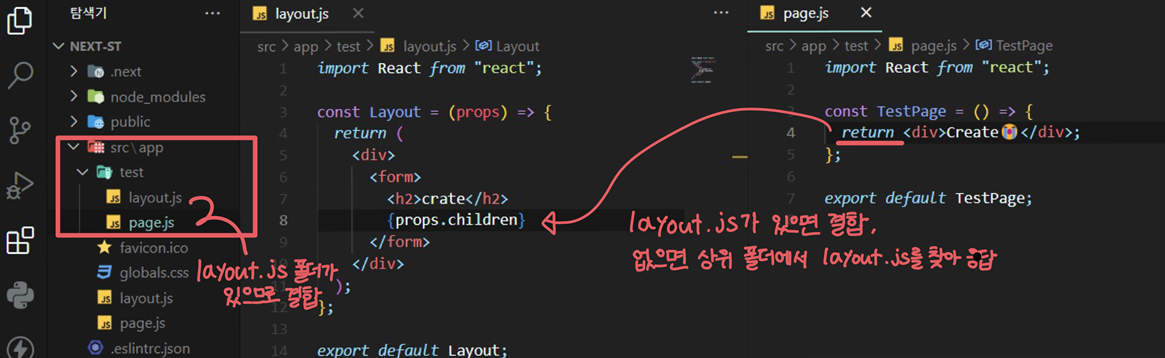 탐색기
NEXT-ST
.next
node_modules
public
src\app
test
layout.js
page.js
favicon.ico
globals.css
layout.js
page.js
.eslintrc.json
layout.js 폴더가
있으므로 결합
layout.js
src > app > test > layout.js > Layout
1 import React from "react";
2
3 const Layout = (props) => {
4 return (
5 <div>
6 <form>
7 <h2>crate</h2>
8 {props.children}
9 </form>
10 </div>
11 );
12 };
13
14 export default Layout;
layout.js가 있으면 결합,
없으면 상위 폴더에서 layout.js를 찾아 응답
page.js
src > app > test > page.js > TestPage
1 import React from "react";
2
3 const TestPage = () => {
4 return <div>Create😭</div>;
5 };
6
7 export default TestPage;